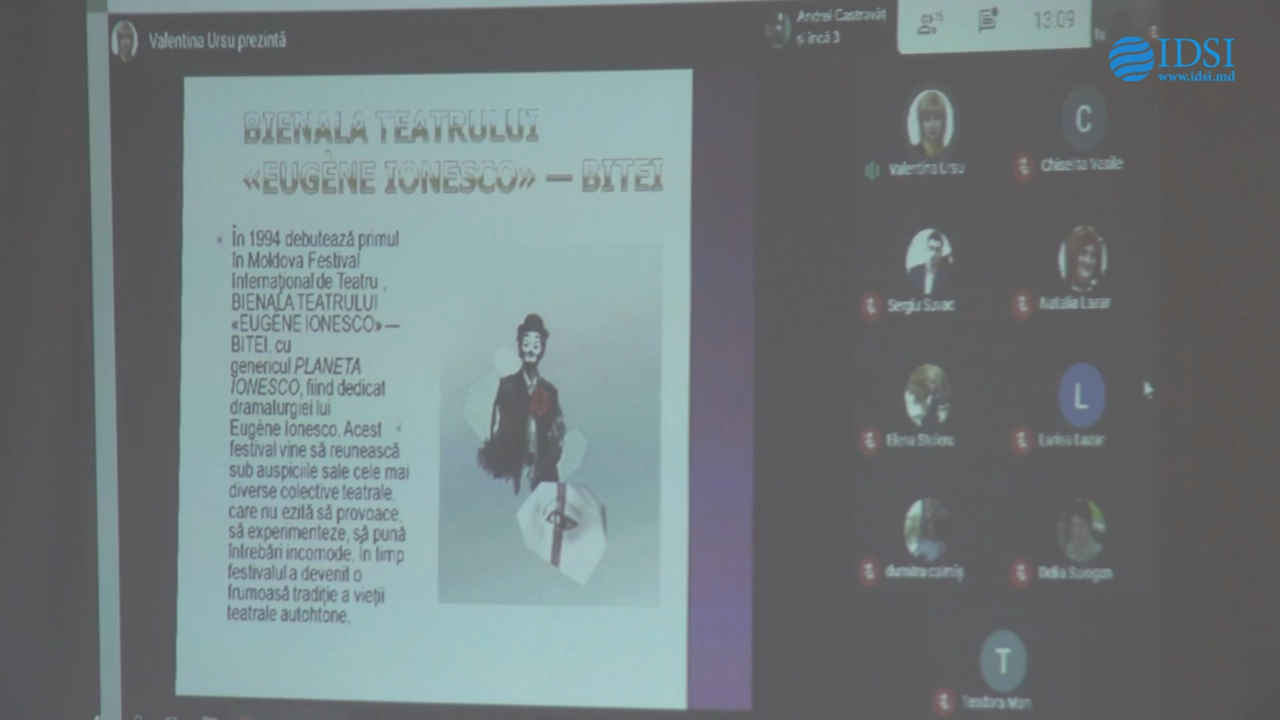 Valentina Ursu prezintă
Andrei Castravăț
și încă 3
15
13:09
IDSI
www.idsi.md
BIENALA TEATRULUI
«EUGÈNE IONESCO» — BITEI
În 1994 debutează primul
în Moldova Festival
Internațional de Teatru ,
BIENALA TEATRULUI
«EUGÈNE IONESCO» —
BITEI, cu
genericul PLANETA
IONESCO, fiind dedicat
dramaturgiei lui
Eugène Ionesco. Acest
festival vine să reunească
sub auspiciile sale cele mai
diverse colective teatrale,
care nu ezită să provoace,
să experimenteze, să pună
întrebări incomode. În timp
festivalul a devenit o
frumoasă tradiție a vieții
teatrale autohtone.
Valentina Ursu
C
Chiselita Vasile
Sergiu Suvac
Natalia Lazar
Elena
L
Larisa Lazar
dumitru
Delia
T
Teodora